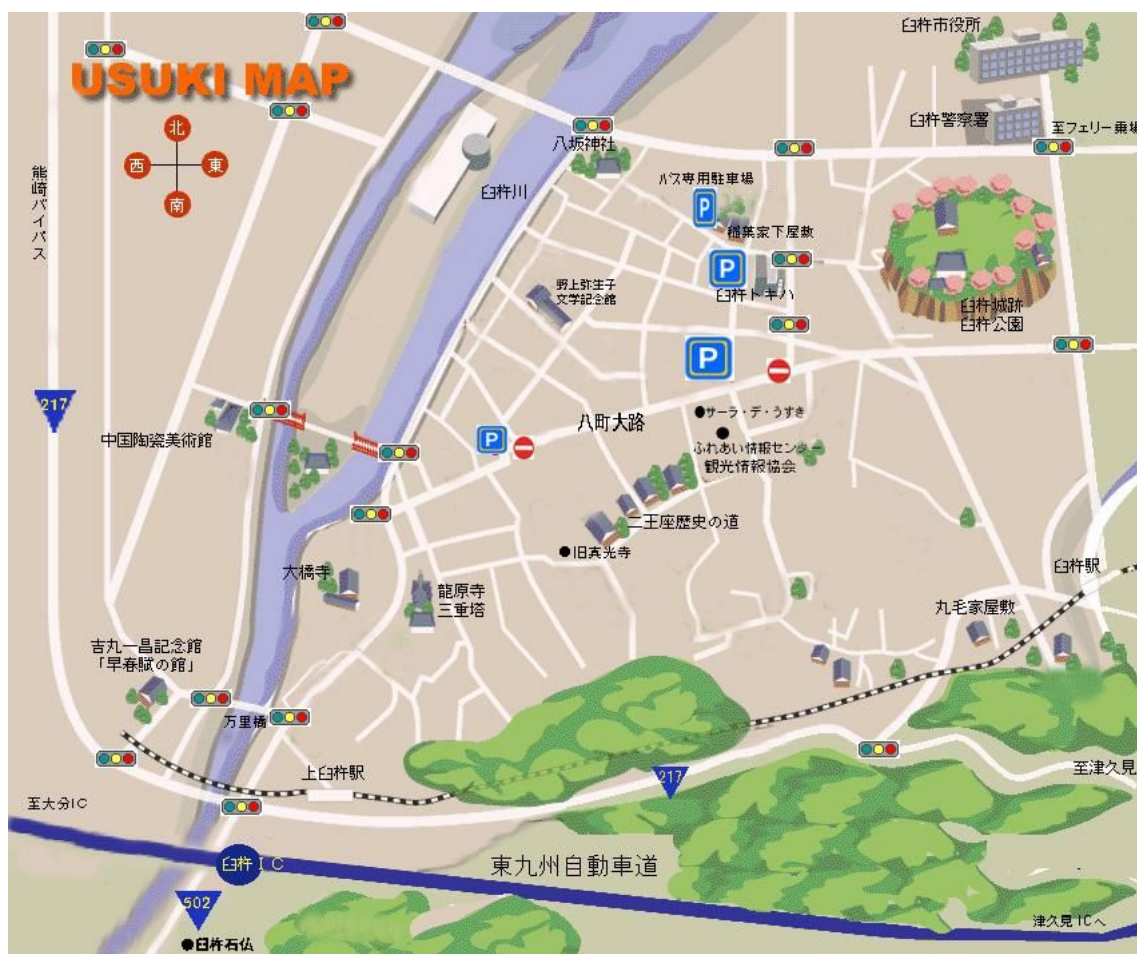 臼杵市役所
USUKI MAP
北
西
東
南
臼杵警察署
至フェリー乗場
八坂神社
熊崎バイパス
臼杵川
バス専用駐車場
P
稲葉家下屋敷
P
臼杵トキハ
野上弥生子
文学記念館
臼杵城跡
臼杵公園
P
217
中国陶瓷美術館
八町大路
サーラ・デ・うすき
P
ふれあい情報センター
観光情報協会
二王座歴史の道
旧真光寺
大橋寺
龍原寺
三重塔
臼杵駅
丸毛家屋敷
吉丸一昌記念館
「早春賦の館」
万里橋
上臼杵駅
217
至津久見
至大分IC
臼杵IC
東九州自動車道
502
津久見ICへ
臼杵石仏